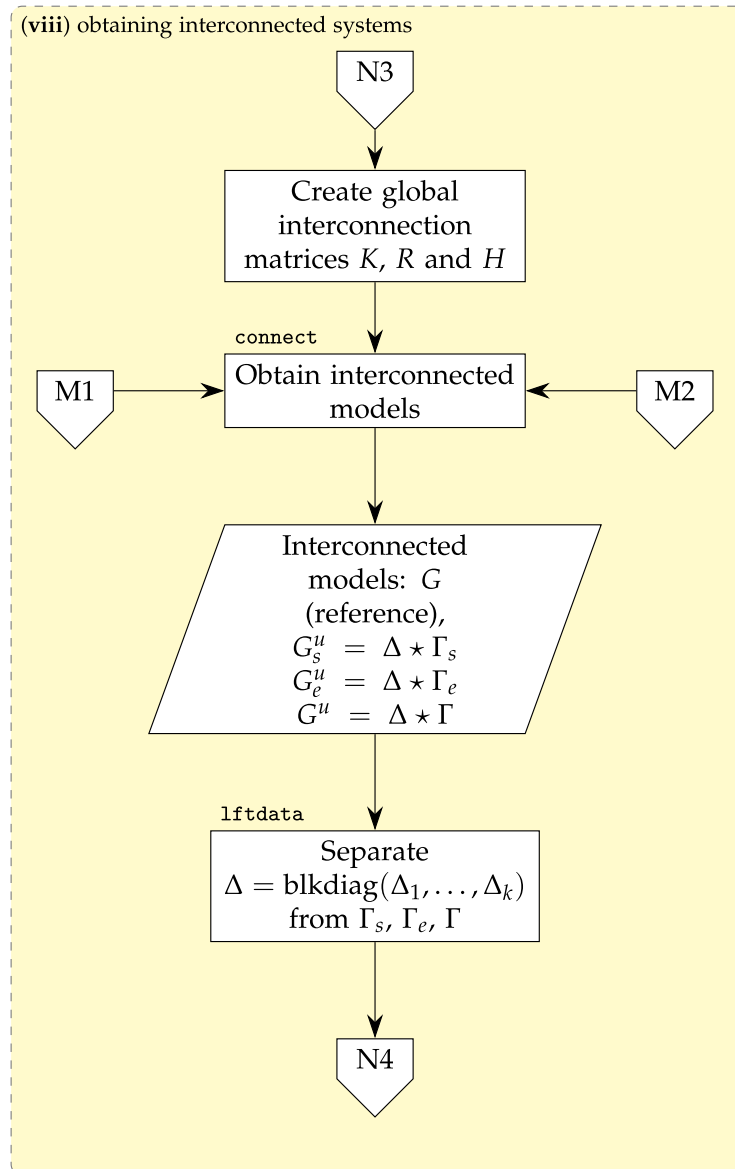 (viii) obtaining interconnected systems
N3
Create global
interconnection
matrices K, R and H
connect
M1
Obtain interconnected
models
M2
Interconnected
models: G
(reference),
G_s^u = Δ ⋆ Γ_s
G_e^u = Δ ⋆ Γ_e
G^u = Δ ⋆ Γ
lftdata
Separate
Δ = blkdiag(Δ_1, . . . , Δ_k)
from Γ_s, Γ_e, Γ
N4